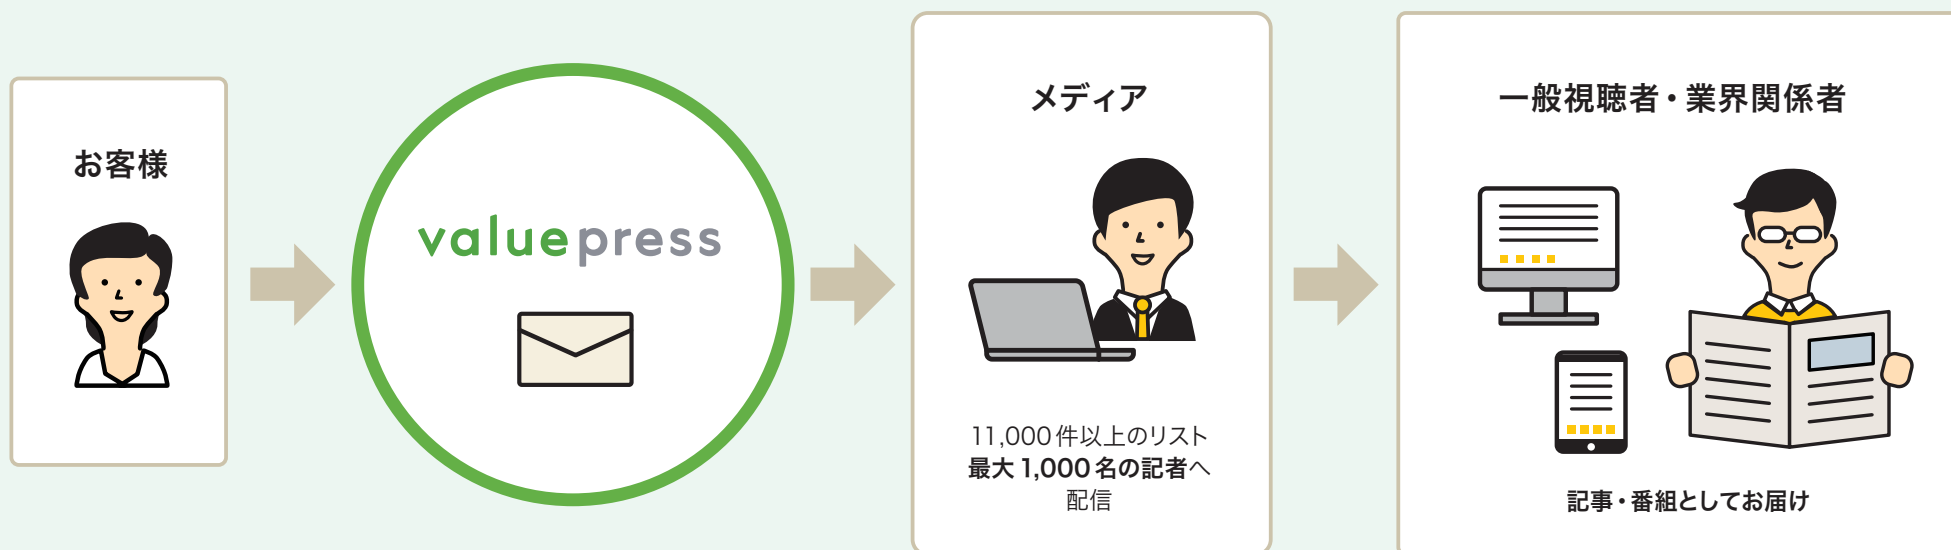 お客様
valuepress
メディア
11,000件以上のリスト
最大1,000名の記者へ
配信
一般視聴者・業界関係者
記事・番組としてお届け